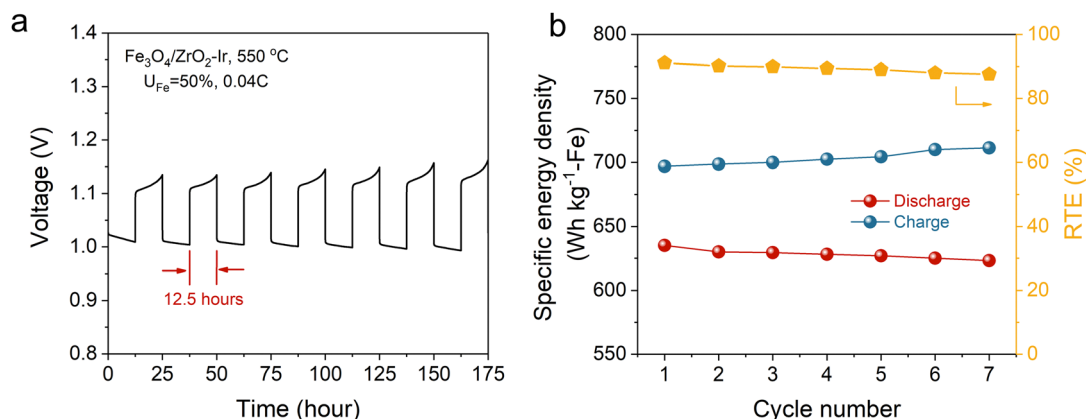 a
1.4
1.3
1.2
1.1
1.0
0.9
0.8
Voltage (V)
Fe₃O₄/ZrO₂-Ir, 550 °C
U_Fe=50%, 0.04C
12.5 hours
0 25 50 75 100 125 150 175
Time (hour)
b
800
750
700
650
600
550
Specific energy density
(Wh kg⁻¹-Fe)
Discharge
Charge
100
80
60
40
20
0
RTE (%)
1 2 3 4 5 6 7
Cycle number